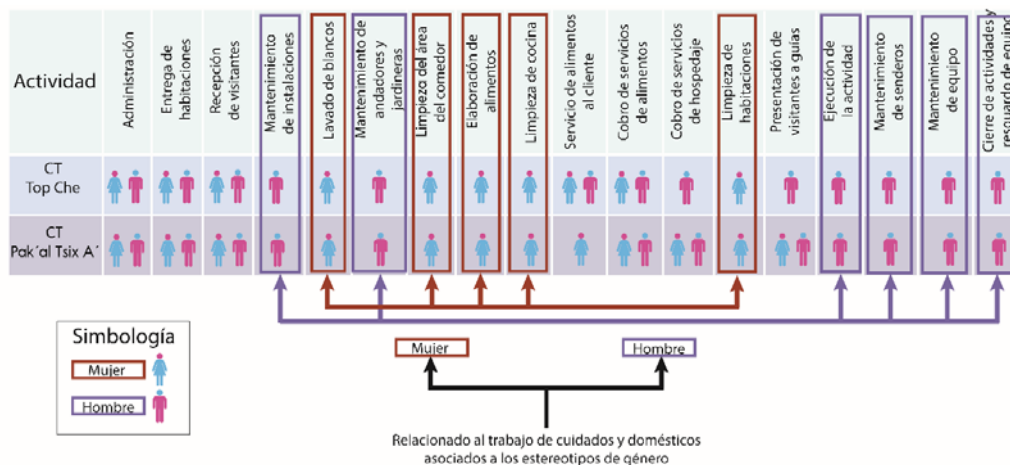 Actividad
Administración
Entrega de
habitaciones
Recepción
de visitantes
Mantenimiento
de instalaciones
Lavado de blancos
Mantenimiento de
andadores y
jardineras
Limpieza del área
del comedor
Elaboración de
alimentos
Limpieza de cocina
Servicio de alimentos
al cliente
Cobro de servicios
de alimentos
Cobro de servicios
de hospedaje
Limpieza de
habitaciones
Presentación de
visitantes a guías
Ejecución de
la actividad
Mantenimiento
de senderos
Mantenimiento
de equipo
Cierre de actividades y
resguardo de equipo
CT
Top Che
CT
Pak´al Tsix A´
Simbología
Mujer
Hombre
Mujer
Hombre
Relacionado al trabajo de cuidados y domésticos
asociados a los estereotipos de género